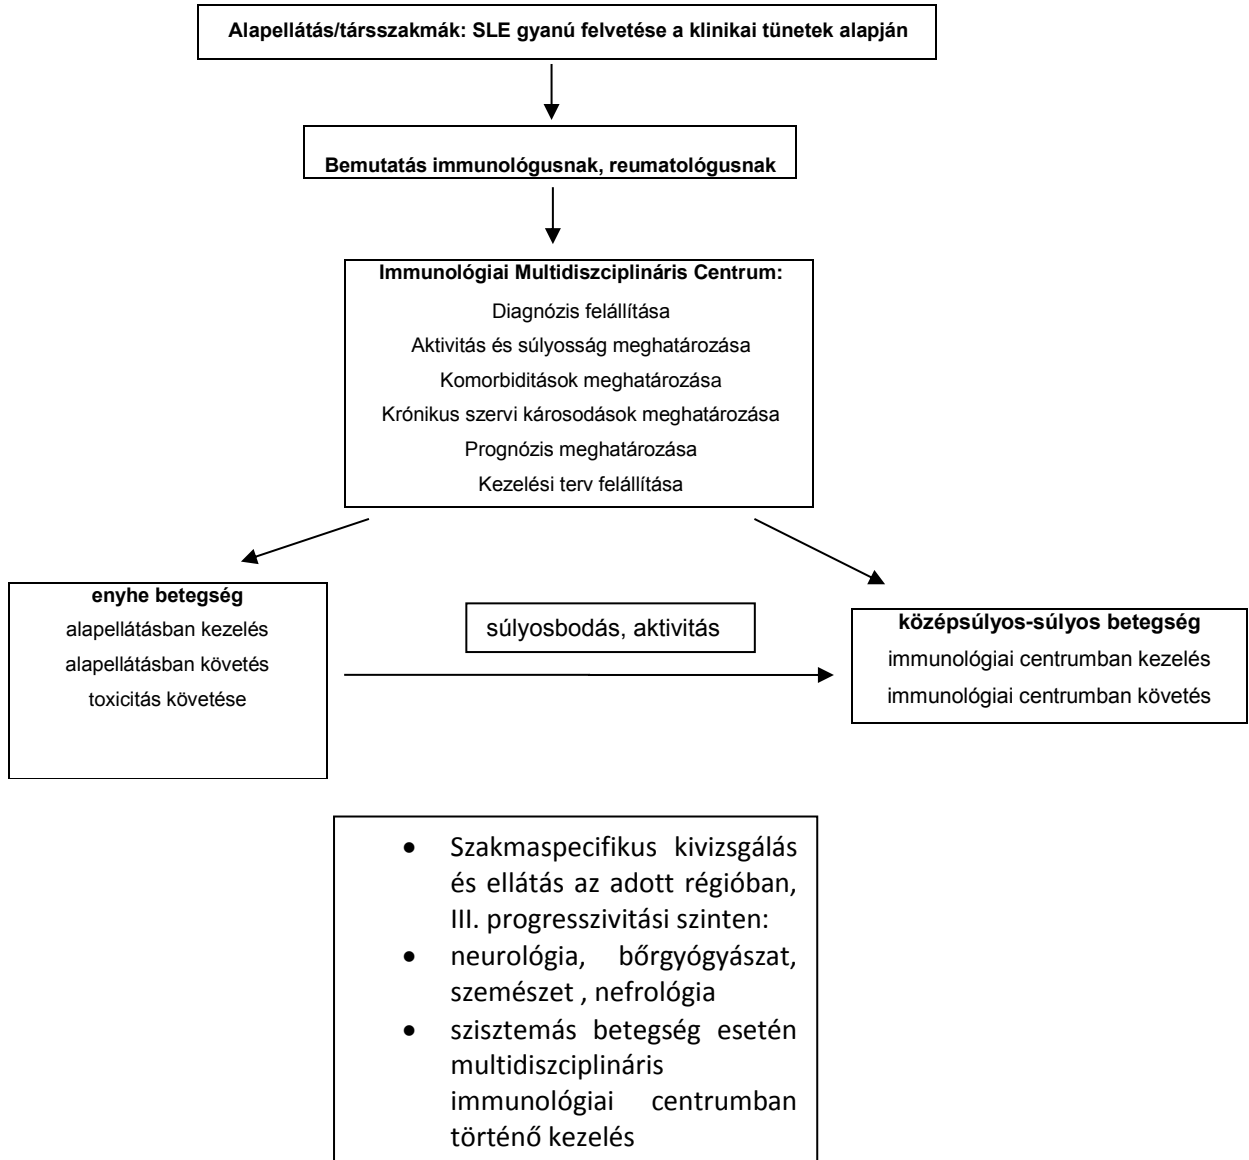 Alapellátás/társszakmák: SLE gyanú felvetése a klinikai tünetek alapján
Bemutatás immunológusnak, reumatológusnak
Immunológiai Multidiszciplináris Centrum:
Diagnózis felállítása
Aktivitás és súlyosság meghatározása
Komorbiditások meghatározása
Krónikus szervi károsodások meghatározása
Prognózis meghatározása
Kezelési terv felállítása
enyhe betegség
alapellátásban kezelés
alapellátásban követés
toxicitás követése
súlyosbodás, aktivitás
középsúlyos-súlyos betegség
immunológiai centrumban kezelés
immunológiai centrumban követés
• Szakmaspecifikus kivizsgálás
és ellátás az adott régióban,
III. progresszivitási szinten:
• neurológia, bőrgyógyászat,
szemészet , nefrológia
• szisztemás betegség esetén
multidiszciplináris
immunológiai centrumban
történő kezelés